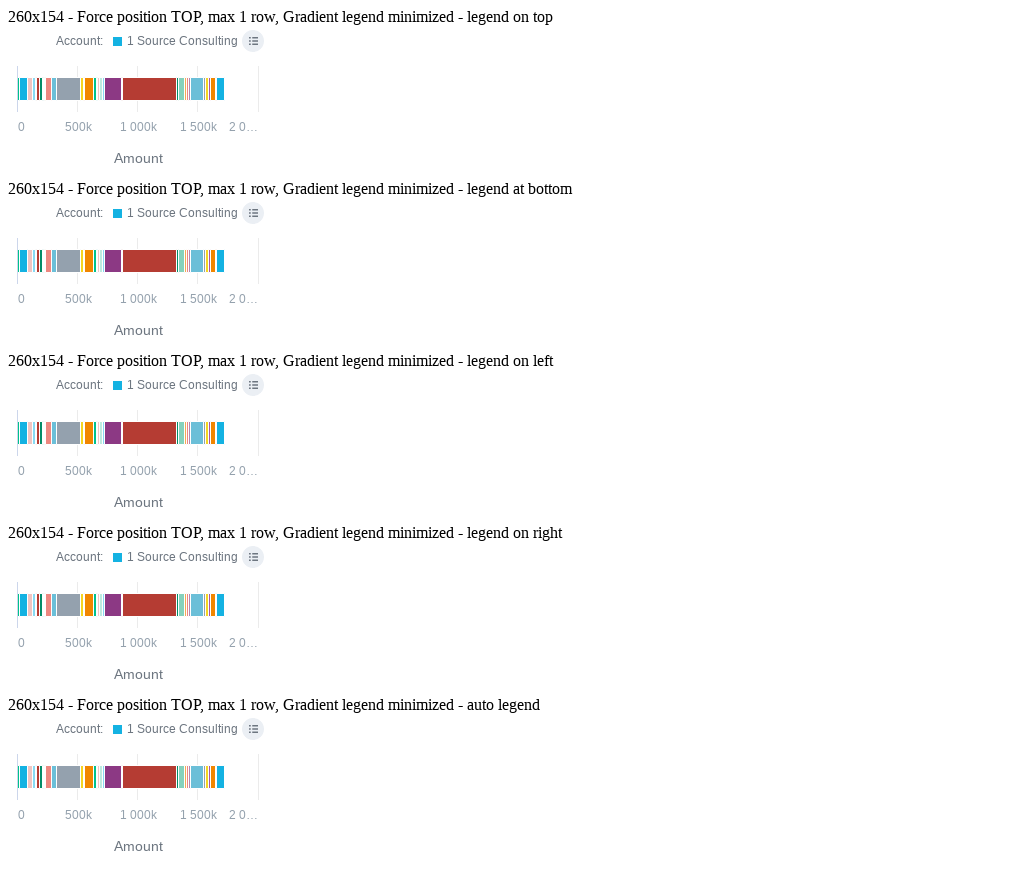 260x154 - Force position TOP, max 1 row, Gradient legend minimized - legend on top
Account: 1 Source Consulting
0 500k 1 000k 1 500k 2 0…
Amount
260x154 - Force position TOP, max 1 row, Gradient legend minimized - legend at bottom
Account: 1 Source Consulting
0 500k 1 000k 1 500k 2 0…
Amount
260x154 - Force position TOP, max 1 row, Gradient legend minimized - legend on left
Account: 1 Source Consulting
0 500k 1 000k 1 500k 2 0…
Amount
260x154 - Force position TOP, max 1 row, Gradient legend minimized - legend on right
Account: 1 Source Consulting
0 500k 1 000k 1 500k 2 0…
Amount
260x154 - Force position TOP, max 1 row, Gradient legend minimized - auto legend
Account: 1 Source Consulting
0 500k 1 000k 1 500k 2 0…
Amount